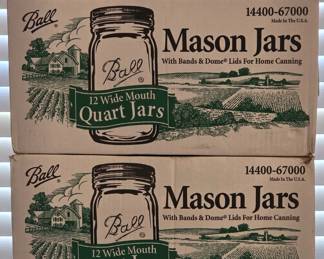 Ball
14400-67000
Made In The U.S.A.
Mason Jars
With Bands & Dome® Lids For Home Canning
Ball
12 Wide Mouth
Quart Jars
Ball
14400-67000
Made In The U.S.A.
Mason Jars
With Bands & Dome® Lids For Home Canning
Ball
12 Wide Mouth